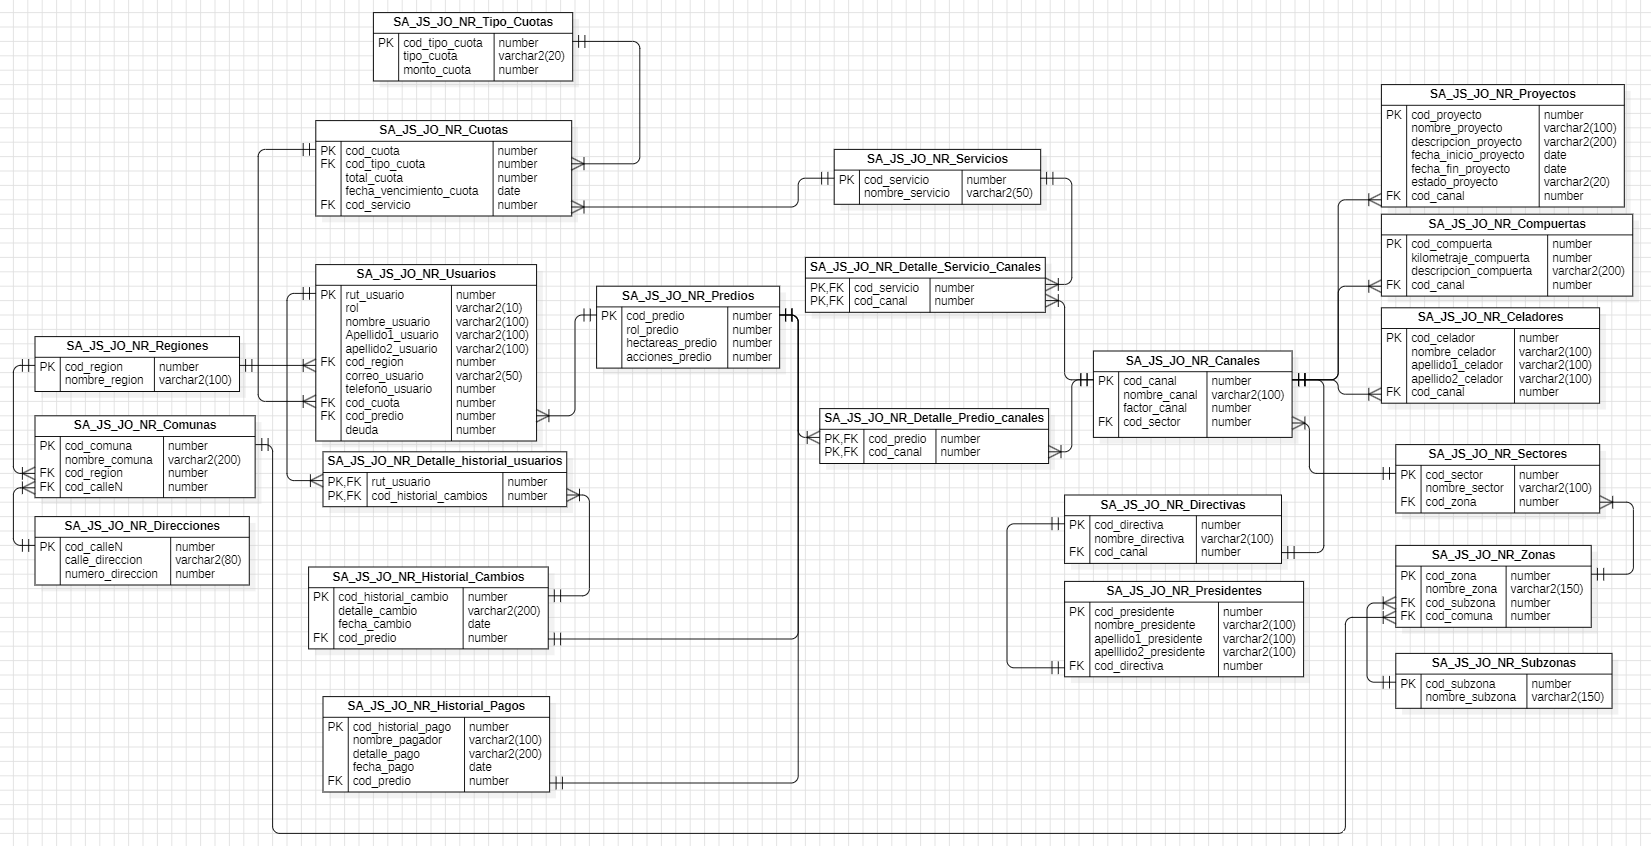 SA_JS_JO_NR_Tipo_Cuotas
PK cod_tipo_cuota number
tipo_cuota varchar2(20)
monto_cuota number
SA_JS_JO_NR_Cuotas
PK cod_cuota number
FK cod_tipo_cuota number
total_cuota number
fecha_vencimiento_cuota date
FK cod_servicio number
SA_JS_JO_NR_Usuarios
PK rut_usuario number
rol varchar2(10)
nombre_usuario varchar2(100)
Apellido1_usuario varchar2(100)
apellido2_usuario varchar2(100)
FK cod_region number
correo_usuario varchar2(50)
telefono_usuario number
FK cod_cuota number
FK cod_predio number
deuda number
SA_JS_JO_NR_Regiones
PK cod_region number
nombre_region varchar2(100)
SA_JS_JO_NR_Comunas
PK cod_comuna number
nombre_comuna varchar2(200)
FK cod_region number
FK cod_calleN number
SA_JS_JO_NR_Direcciones
PK cod_calleN number
calle_direccion varchar2(80)
numero_direccion number
SA_JS_JO_NR_Detalle_historial_usuarios
PK,FK rut_usuario number
PK,FK cod_historial_cambios number
SA_JS_JO_NR_Historial_Cambios
PK cod_historial_cambio number
detalle_cambio varchar2(200)
fecha_cambio date
FK cod_predio number
SA_JS_JO_NR_Historial_Pagos
PK cod_historial_pago number
nombre_pagador varchar2(100)
detalle_pago varchar2(200)
fecha_pago date
FK cod_predio number
SA_JS_JO_NR_Predios
PK cod_predio number
rol_predio number
hectareas_predio number
acciones_predio number
SA_JS_JO_NR_Servicios
PK cod_servicio number
nombre_servicio varchar2(50)
SA_JS_JO_NR_Detalle_Servicio_Canales
PK,FK cod_servicio number
PK,FK cod_canal number
SA_JS_JO_NR_Detalle_Predio_canales
PK,FK cod_predio number
PK,FK cod_canal number
SA_JS_JO_NR_Canales
PK cod_canal number
nombre_canal varchar2(100)
factor_canal number
FK cod_sector number
SA_JS_JO_NR_Directivas
PK cod_directiva number
nombre_directiva varchar2(100)
FK cod_canal number
SA_JS_JO_NR_Presidentes
PK cod_presidente number
nombre_presidente varchar2(100)
apellido1_presidente varchar2(100)
apelllido2_presidente varchar2(100)
FK cod_directiva number
SA_JS_JO_NR_Proyectos
PK cod_proyecto number
nombre_proyecto varchar2(100)
descripcion_proyecto varchar2(200)
fecha_inicio_proyecto date
fecha_fin_proyecto date
estado_proyecto varchar2(20)
FK cod_canal number
SA_JS_JO_NR_Compuertas
PK cod_compuerta number
kilometraje_compuerta number
descripcion_compuerta varchar2(200)
FK cod_canal number
SA_JS_JO_NR_Celadores
PK cod_celador number
nombre_celador varchar2(100)
apellido1_celador varchar2(100)
apellido2_celador varchar2(100)
FK cod_canal number
SA_JS_JO_NR_Sectores
PK cod_sector number
nombre_sector varchar2(100)
FK cod_zona number
SA_JS_JO_NR_Zonas
PK cod_zona number
nombre_zona varchar2(150)
FK cod_subzona number
FK cod_comuna number
SA_JS_JO_NR_Subzonas
PK cod_subzona number
nombre_subzona varchar2(150)